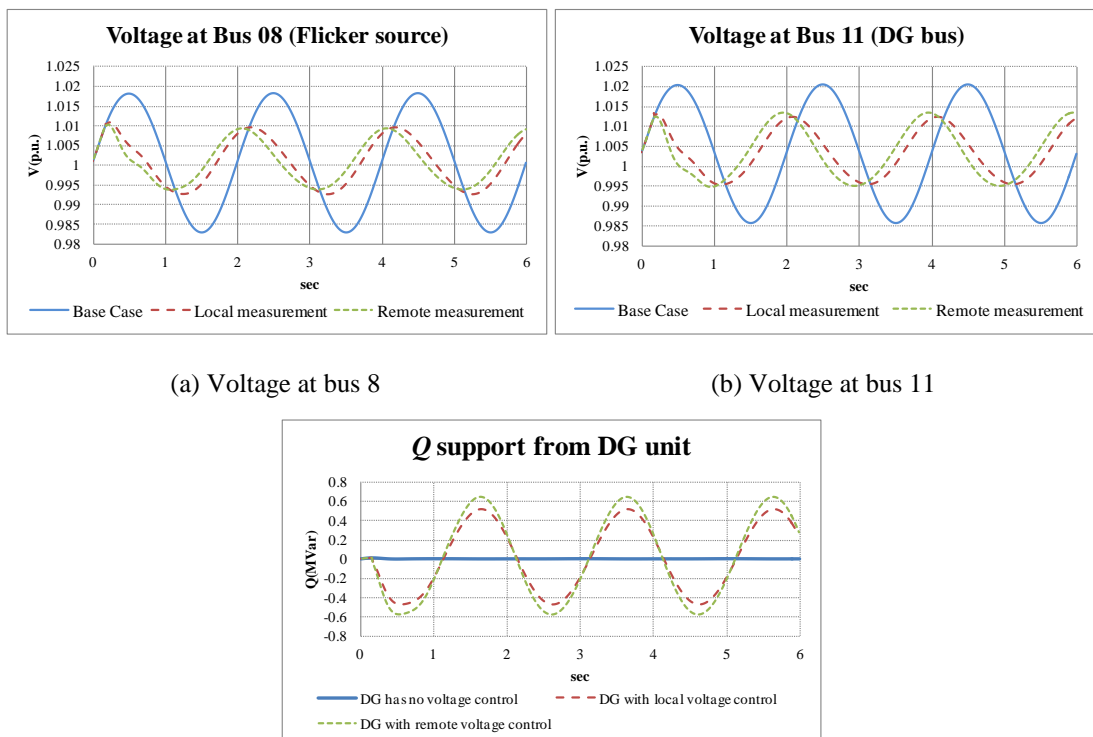 Voltage at Bus 08 (Flicker source)
1.025
1.02
1.015
1.01
1.005
1
0.995
0.99
0.985
0.98
V(p.u.)
0 1 2 3 4 5 6
sec
Base Case Local measurement Remote measurement
Voltage at Bus 11 (DG bus)
1.025
1.02
1.015
1.01
1.005
1
0.995
0.99
0.985
0.98
V(p.u.)
0 1 2 3 4 5 6
sec
Base Case Local measurement Remote measurement
(a) Voltage at bus 8
(b) Voltage at bus 11
Q support from DG unit
0.8
0.6
0.4
0.2
0
-0.2
-0.4
-0.6
-0.8
Q(MVar)
0 1 2 3 4 5 6
sec
DG has no voltage control DG with local voltage control
DG with remote voltage control